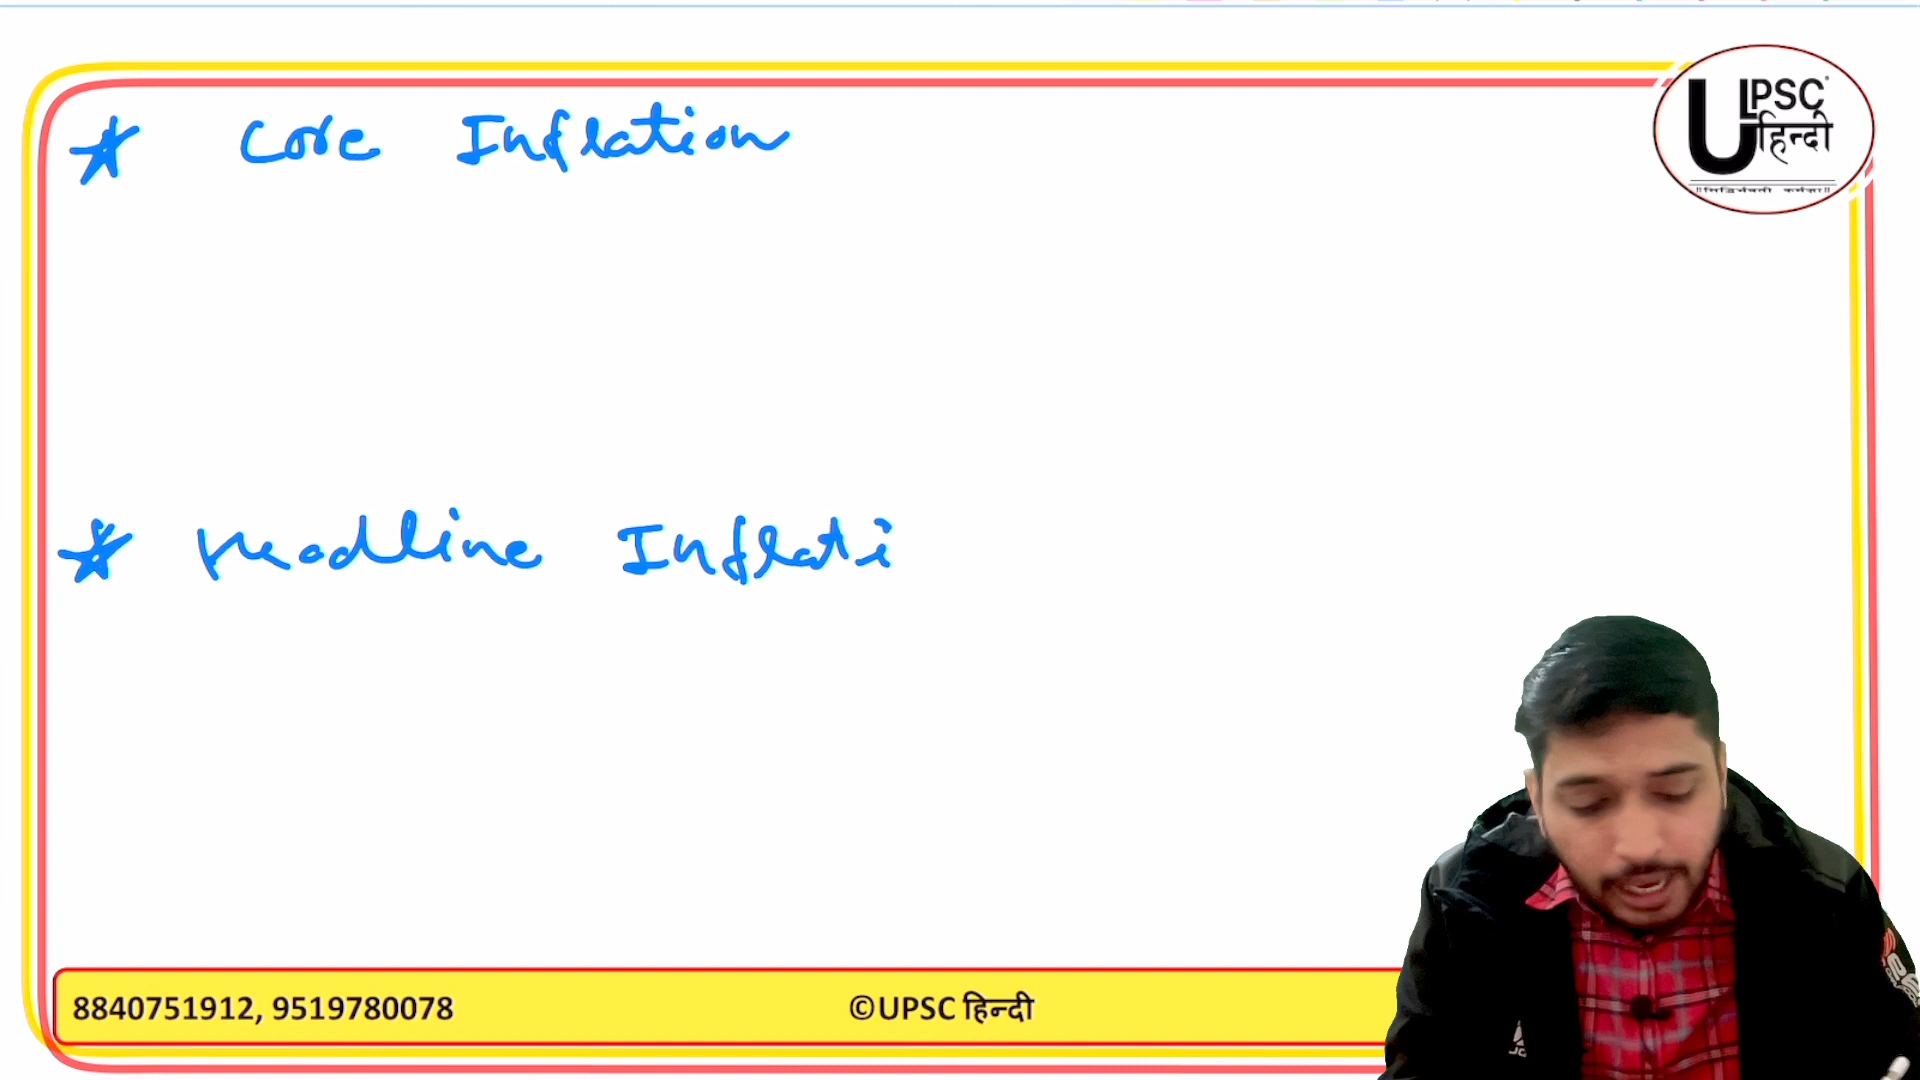 UPSC
हिन्दी
★ Core Inflation
★ Headline Inflati
8840751912, 9519780078 ©UPSC हिन्दी